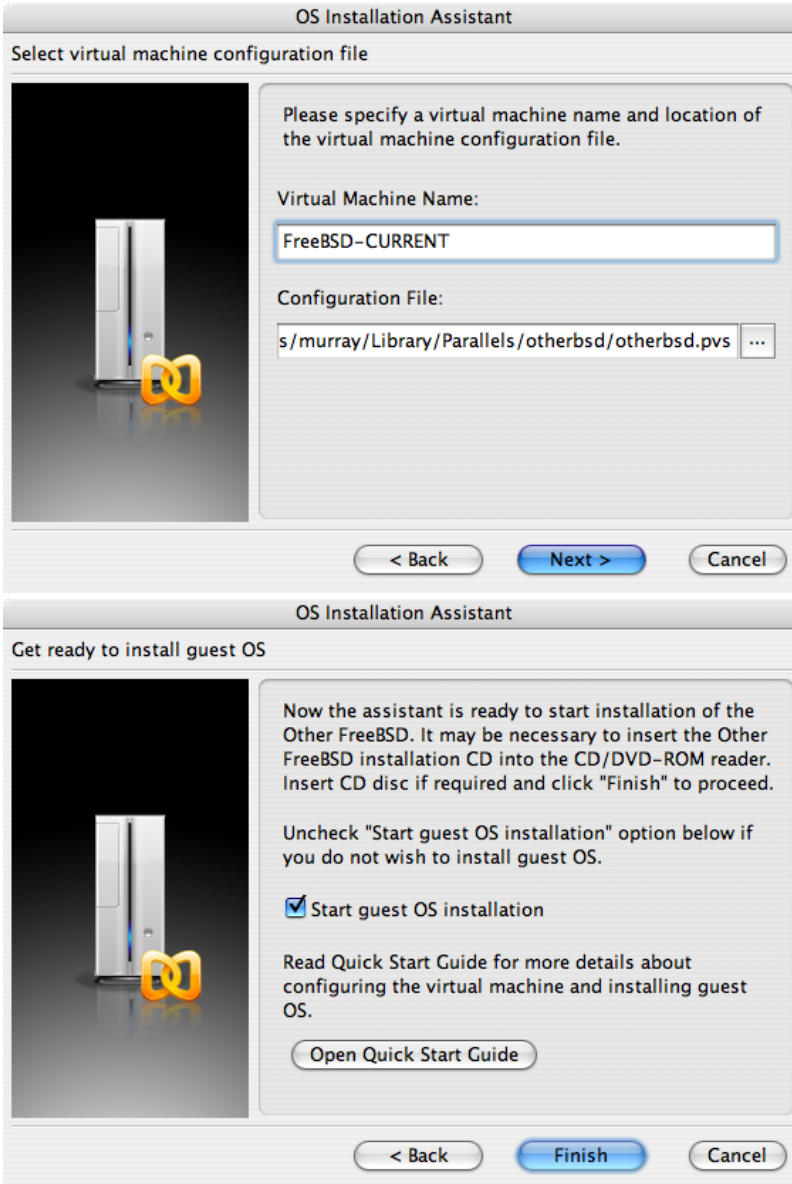 OS Installation Assistant
Select virtual machine configuration file
Please specify a virtual machine name and location of
the virtual machine configuration file.
Virtual Machine Name:
FreeBSD-CURRENT
Configuration File:
s/murray/Library/Parallels/otherbsd/otherbsd.pvs ...
< Back Next > Cancel
OS Installation Assistant
Get ready to install guest OS
Now the assistant is ready to start installation of the
Other FreeBSD. It may be necessary to insert the Other
FreeBSD installation CD into the CD/DVD-ROM reader.
Insert CD disc if required and click "Finish" to proceed.
Uncheck "Start guest OS installation" option below if
you do not wish to install guest OS.
Start guest OS installation
Read Quick Start Guide for more details about
configuring the virtual machine and installing guest
OS.
Open Quick Start Guide
< Back Finish Cancel